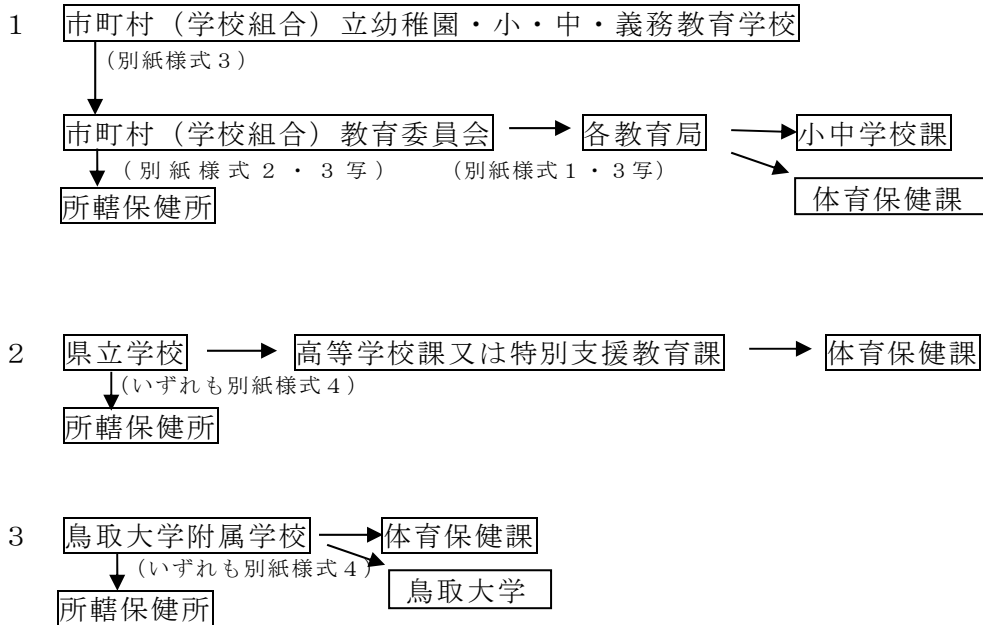 1 市町村（学校組合）立幼稚園・小・中・義務教育学校
（別紙様式３）
市町村（学校組合）教育委員会 各教育局 小中学校課
（別紙様式２・３写） （別紙様式１・３写）
所轄保健所 体育保健課
2 県立学校 高等学校課又は特別支援教育課 体育保健課
（いずれも別紙様式４）
所轄保健所
3 鳥取大学附属学校 体育保健課
（いずれも別紙様式４）
鳥取大学
所轄保健所